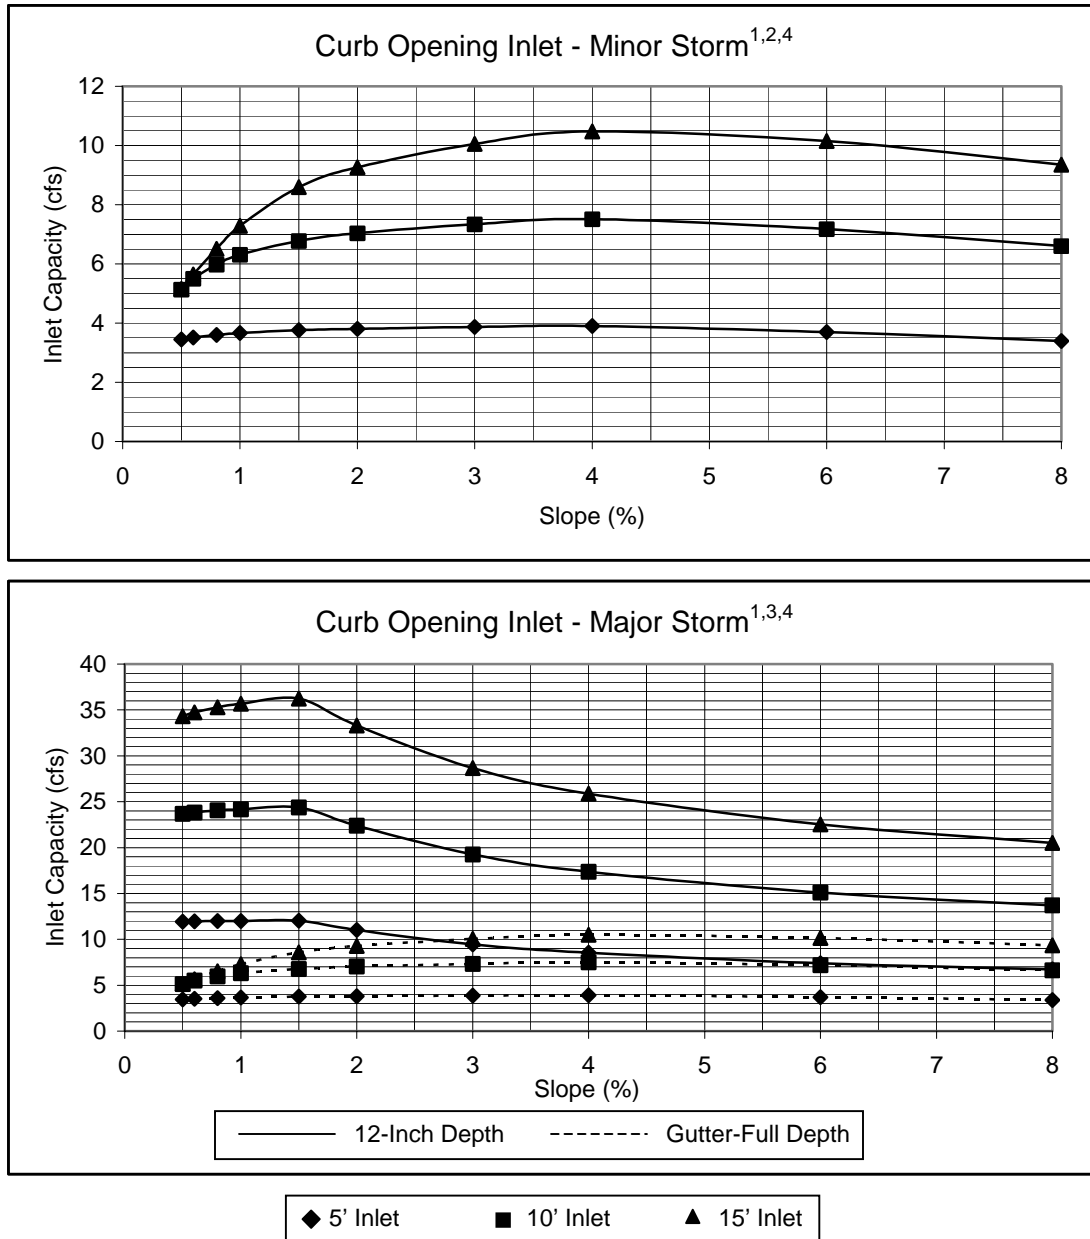 Curb Opening Inlet - Minor Storm1,2,4
12
10
8
6
4
2
0
Inlet Capacity (cfs)
0 1 2 3 4 5 6 7 8
Slope (%)
Curb Opening Inlet - Major Storm1,3,4
40
35
30
25
20
15
10
5
0
Inlet Capacity (cfs)
0 1 2 3 4 5 6 7 8
Slope (%)
12-Inch Depth Gutter-Full Depth
5' Inlet 10' Inlet 15' Inlet